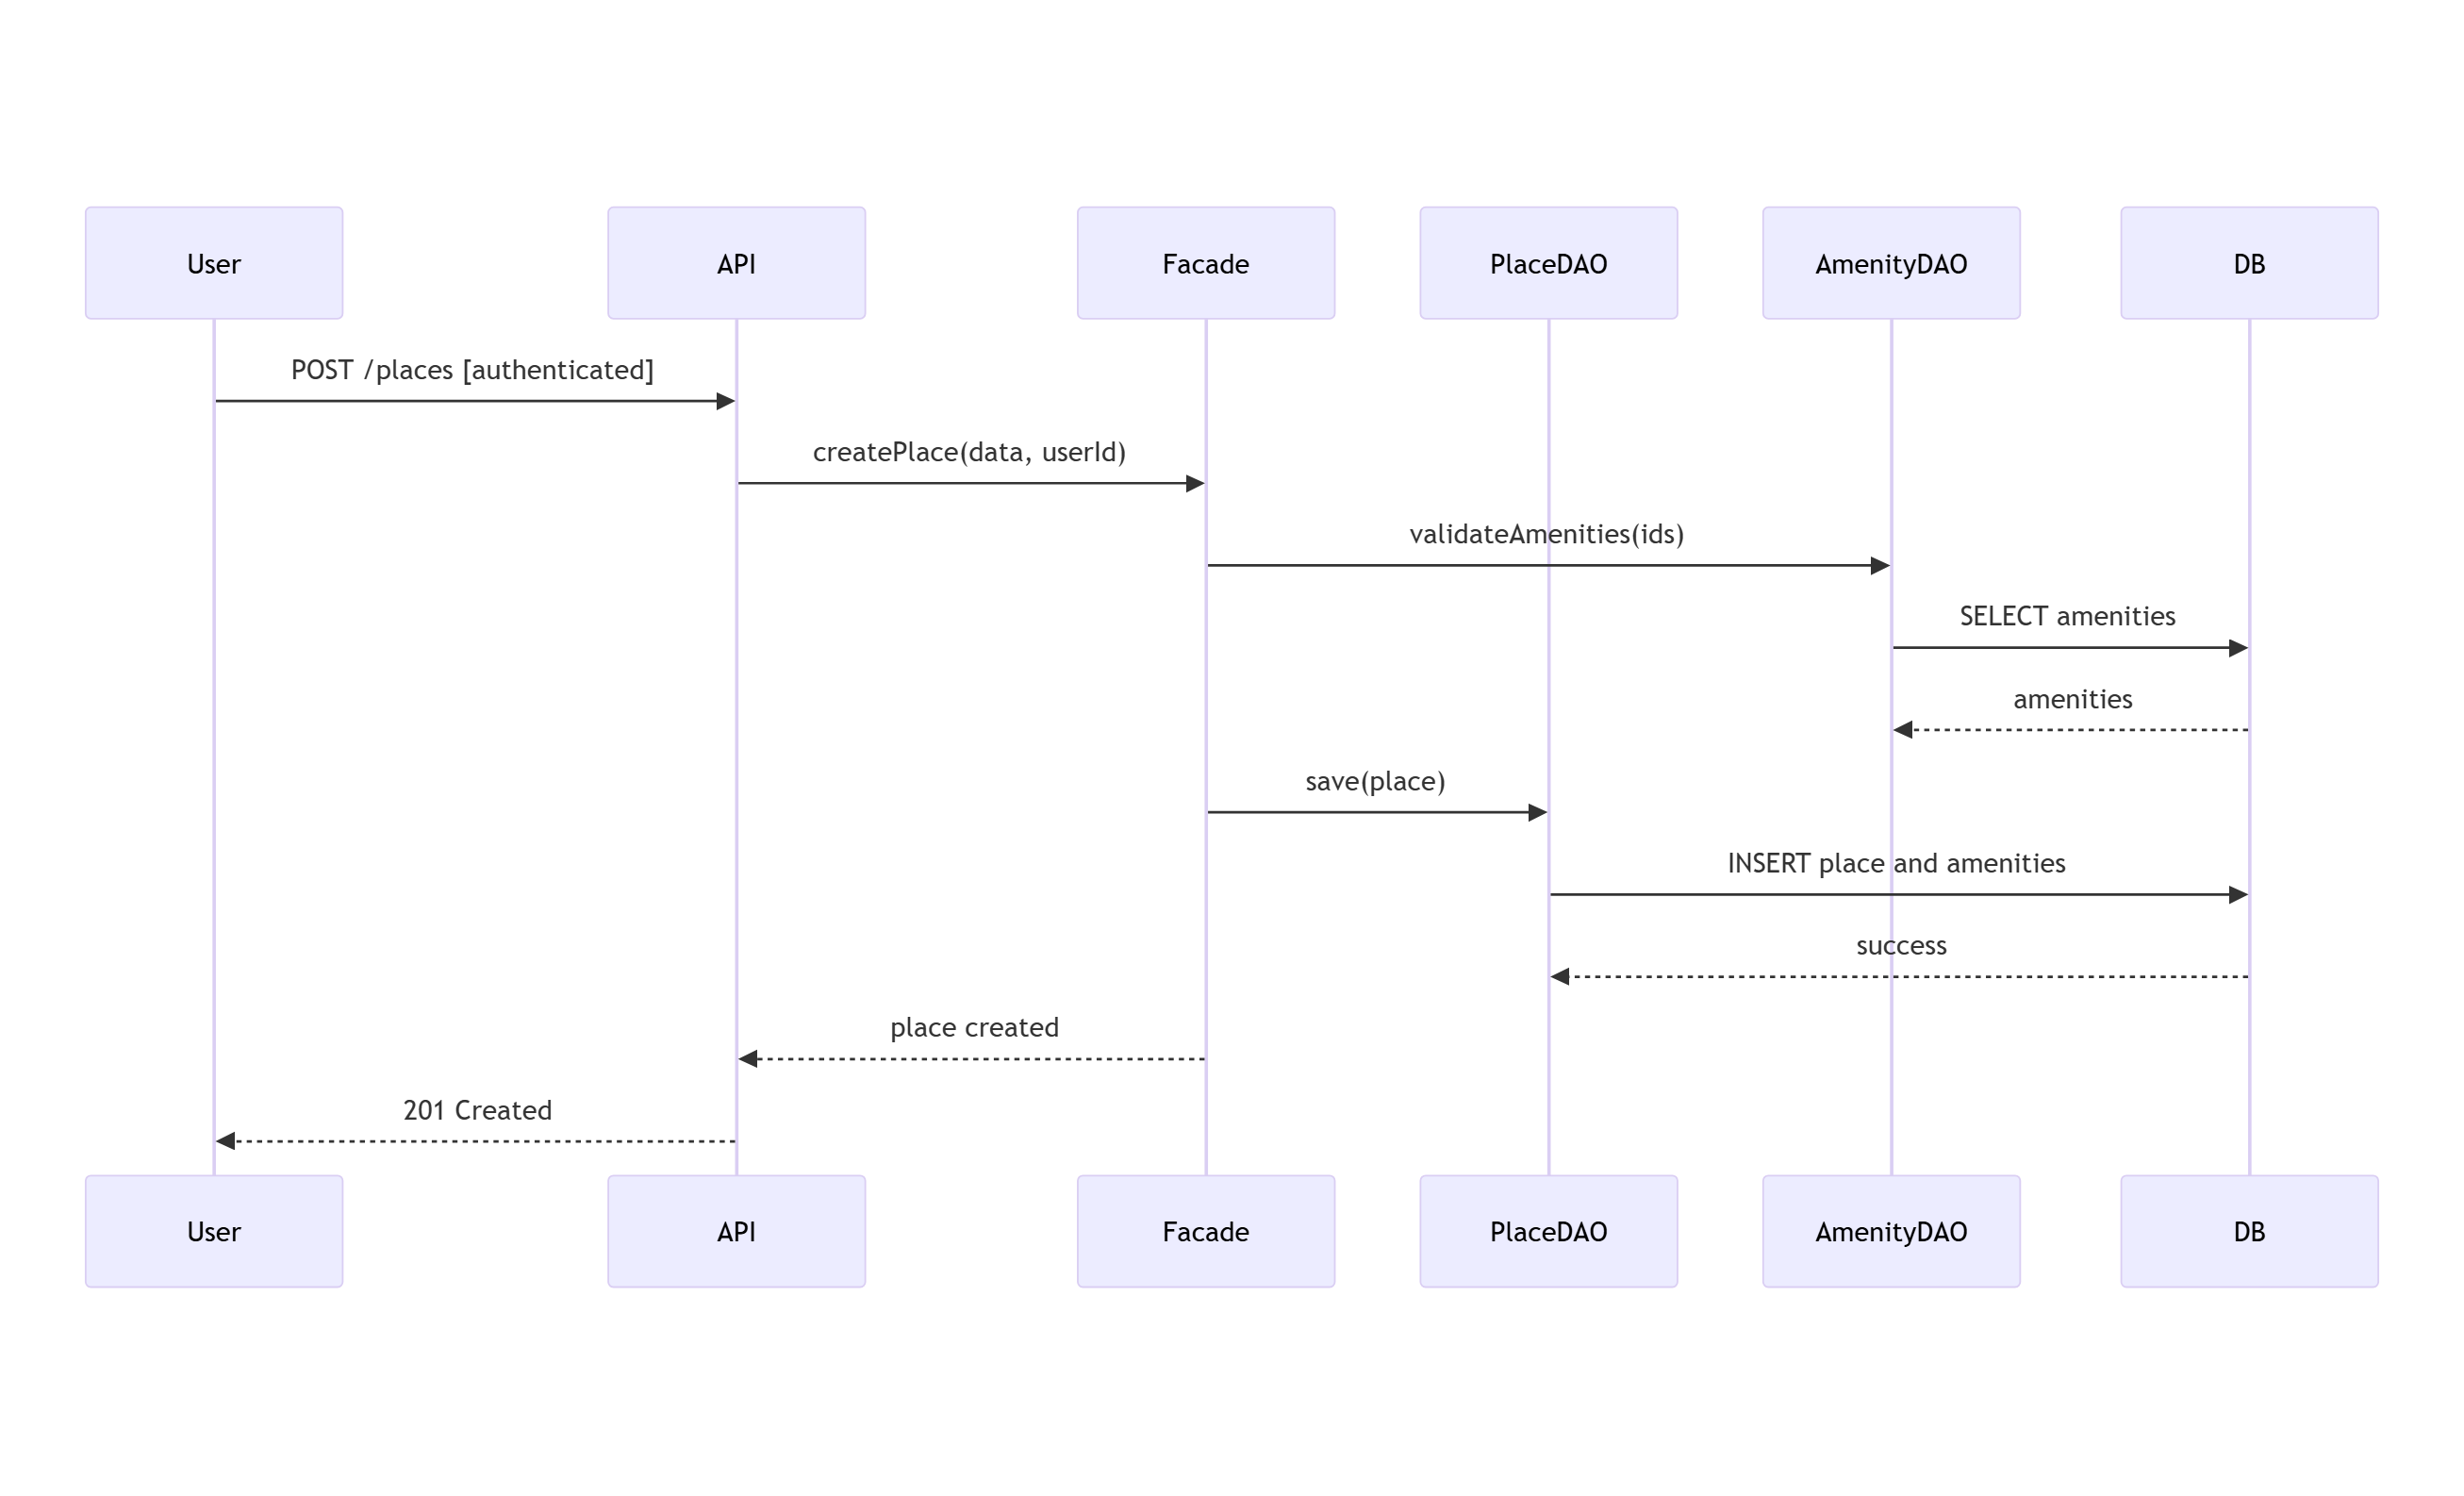 User
API
Facade
PlaceDAO
AmenityDAO
DB
POST /places [authenticated]
createPlace(data, userId)
validateAmenities(ids)
SELECT amenities
amenities
save(place)
INSERT place and amenities
success
place created
201 Created
User
API
Facade
PlaceDAO
AmenityDAO
DB